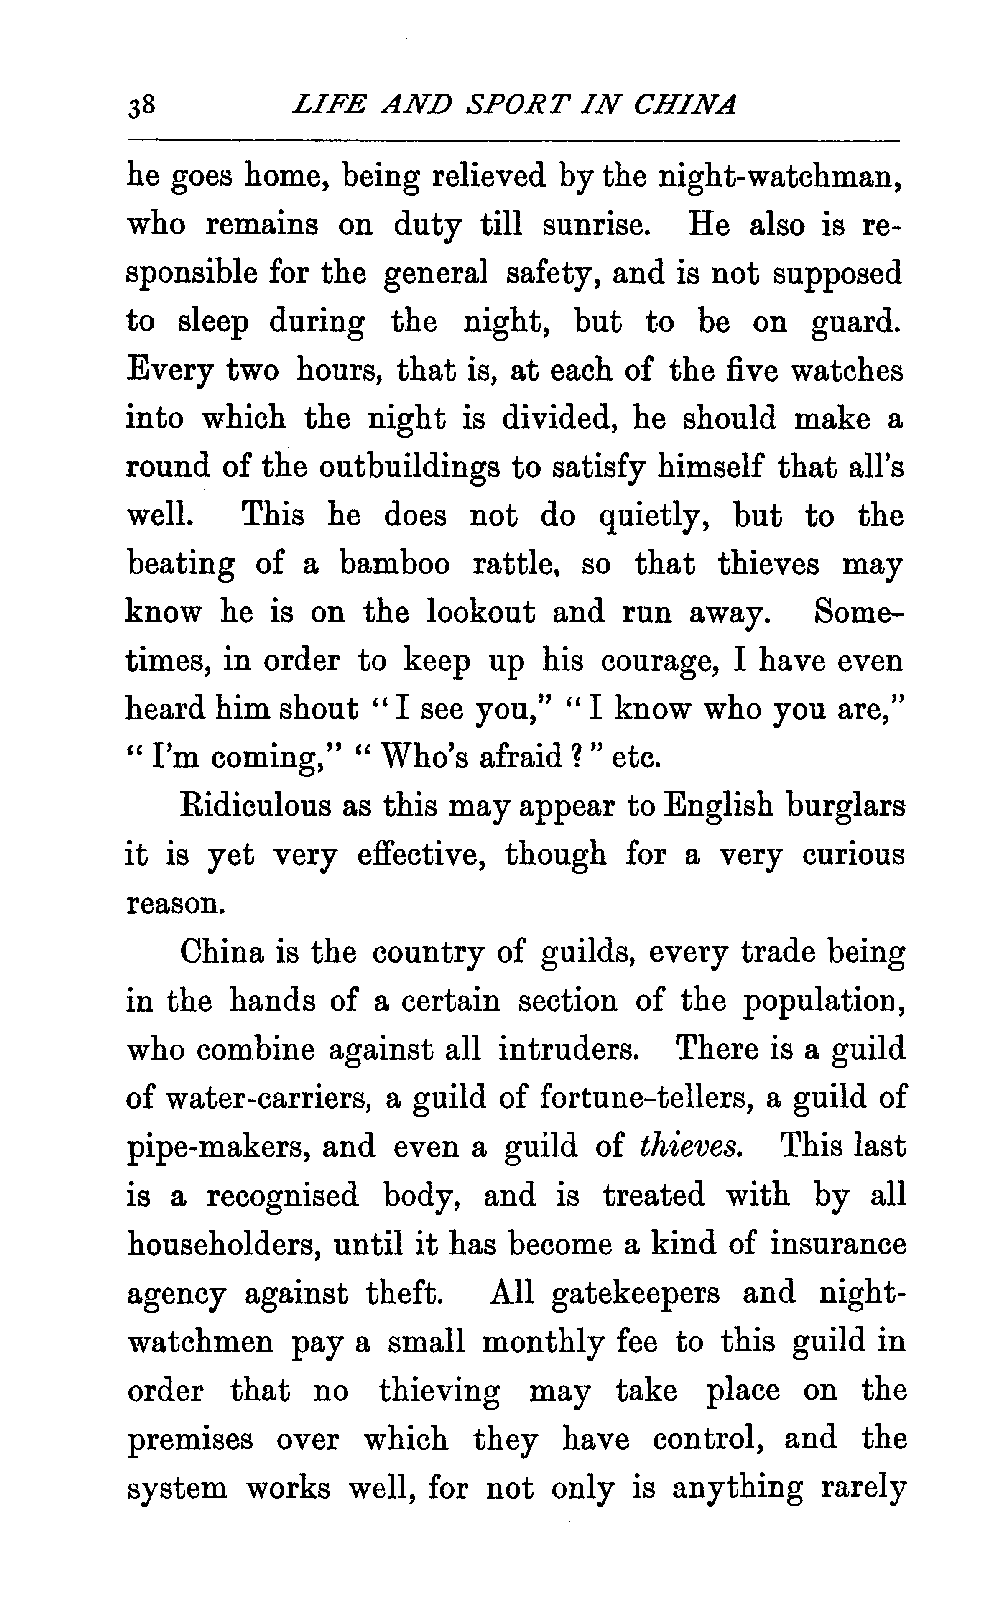 38 LIFE AND SPORT IN CHINA
he goes home, being relieved by the night-watchman,
who remains on duty till sunrise. He also is re-
sponsible for the general safety, and is not supposed
to sleep during the night, but to be on guard.
Every two hours, that is, at each of the five watches
into which the night is divided, he should make a
round of the outbuildings to satisfy himself that all's
well. This he does not do quietly, but to the
beating of a bamboo rattle, so that thieves may
know he is on the lookout and run away. Some-
times, in order to keep up his courage, I have even
heard him shout "I see you," "I know who you are,"
"I'm coming," "Who's afraid?" etc.
Ridiculous as this may appear to English burglars
it is yet very effective, though for a very curious
reason.
China is the country of guilds, every trade being
in the hands of a certain section of the population,
who combine against all intruders. There is a guild
of water-carriers, a guild of fortune-tellers, a guild of
pipe-makers, and even a guild of thieves. This last
is a recognised body, and is treated with by all
householders, until it has become a kind of insurance
agency against theft. All gatekeepers and night-
watchmen pay a small monthly fee to this guild in
order that no thieving may take place on the
premises over which they have control, and the
system works well, for not only is anything rarely